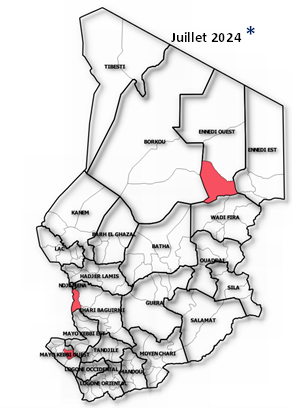 Juillet 2024 *
TIBESTI
ENNEDI OUEST
BORKOU
ENNEDI EST
KANEM
WADI FIRA
BARH EL GHAZAL
LAC
BATHA
OUADDAI
HADJER LAMIS
NDJAMENA
SILA
CHARI BAGUIRMI
GUERA
SALAMAT
MAYO KEBBI EST
TANDJILE
MAYO KEBBI OUEST
MOYEN CHARI
LOGONE OCCIDENTAL
MANDOUL
LOGONE ORIENTAL